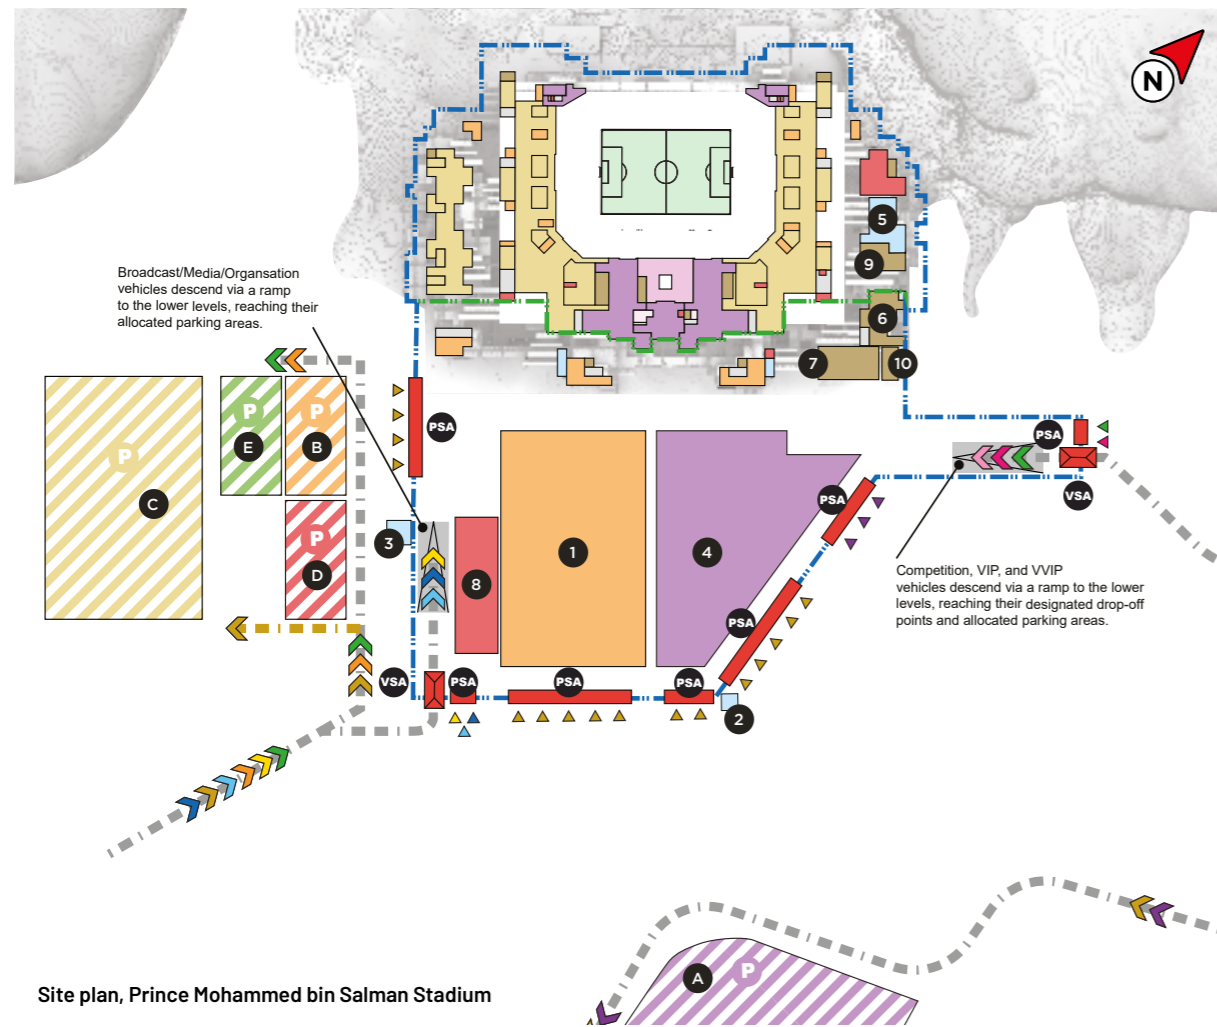 N
5
9
6
7
10
Broadcast/Media/Organsation
vehicles descend via a ramp
to the lower levels, reaching their
allocated parking areas.
P
E
P
B
P
C
P
D
PSA
PSA
VSA
PSA
3
8
1
4
Competition, VIP, and VVIP
vehicles descend via a ramp to the lower
levels, reaching their designated drop-off
points and allocated parking areas.
PSA
VSA
PSA
PSA
PSA
2
A
P
Site plan, Prince Mohammed bin Salman Stadium